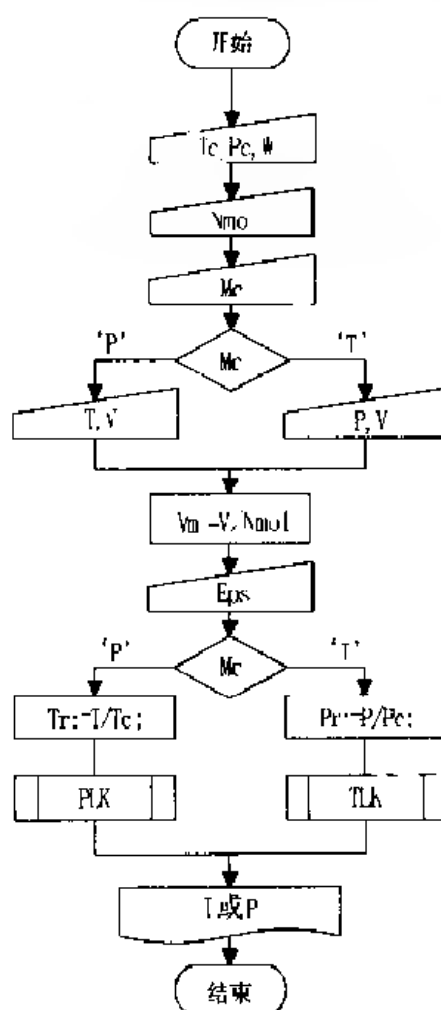 开始
Tc,Pc,W
Nmo
Mc
'P'
Mc
'T'
T,V
P,V
Vm=V/Nmol
Eps
'P'
Mc
'T'
Tr:=T/Tc;
Pr:=P/Pc;
PLK
TLK
T或P
结束